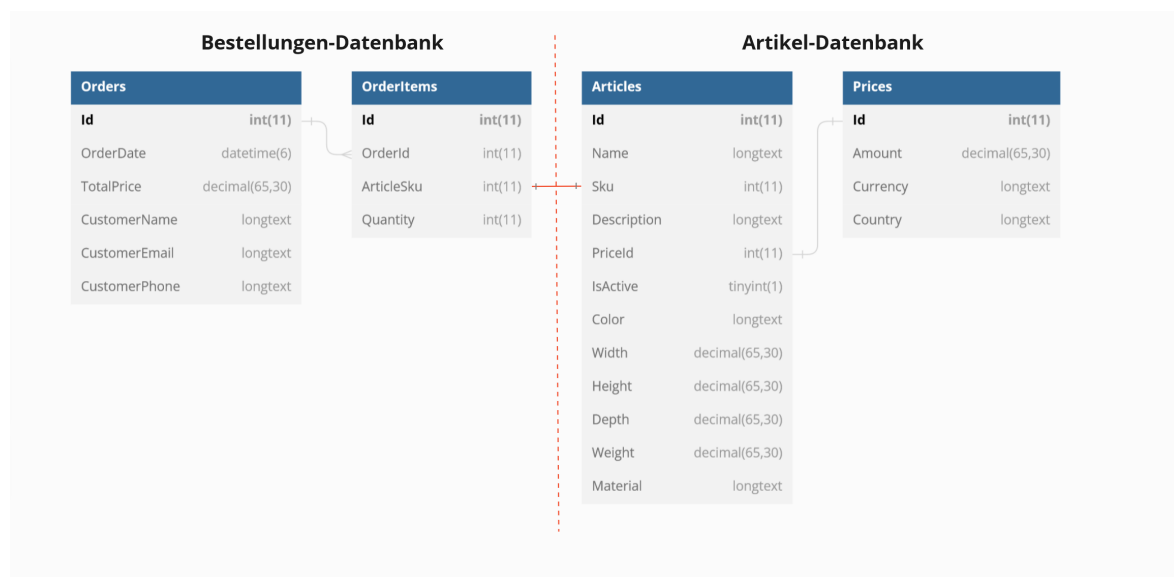 Bestellungen-Datenbank
Orders
Id int(11)
OrderDate datetime(6)
TotalPrice decimal(65,30)
CustomerName longtext
CustomerEmail longtext
CustomerPhone longtext
OrderItems
Id int(11)
OrderId int(11)
ArticleSku int(11)
Quantity int(11)
Artikel-Datenbank
Articles
Id int(11)
Name longtext
Sku int(11)
Description longtext
PriceId int(11)
IsActive tinyint(1)
Color longtext
Width decimal(65,30)
Height decimal(65,30)
Depth decimal(65,30)
Weight decimal(65,30)
Material longtext
Prices
Id int(11)
Amount decimal(65,30)
Currency longtext
Country longtext